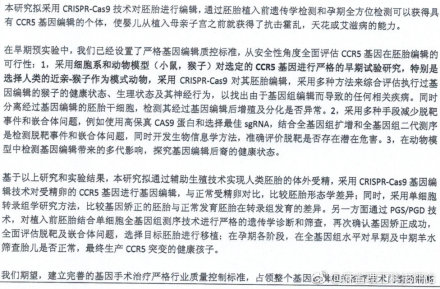 本研究拟采用 CRISPR-Cas9 技术对胚胎进行编辑，通过胚胎植入前遗传学检测和孕期全方位检测可以获得具
有 CCR5 基因编辑的个体，使婴儿从植入母亲子宫之前就获得了抗击霍乱，天花或艾滋病的能力。
在早期预实验中，我们已经设置了严格基因编辑质控标准，从安全性角度全面评估 CCR5 基因在胚胎编辑的
可行性；1，采用细胞系和动物模型（小鼠，猴子）对选定的 CCR5 基因进行严格的早期试验研究，特别是
选择人类的近亲-猴子作为模式动物，采用 CRISPR-Cas9 对其胚胎编辑，采用多种方法来综合评估执行过基
因编辑的猴子的健康状态、生理状态及其神经行为，以找出由于基因编辑而导致的任何相关疾病。同时
分离经过基因编辑的胚胎干细胞，检测其经过基因编辑后增殖及分化是否异常。2，采用多种手段减少脱靶
事件和嵌合体问题，例如使用高保真 CAS9 蛋白和选择最佳 sgRNA，结合全基因组扩增和全基因组二代测序
是检测脱靶事件和嵌合体问题，同时开发生物信息学方法，准确评价脱靶是否存在潜在危害。3，在动物模
型中检测基因编辑带来的多代影响，探究基因编辑后裔的健康状态。
基于以上研究和实验结果，本研究拟通过辅助生殖技术实现人类胚胎的体外受精，采用 CRISPR-Cas9 基因编
辑技术对受精卵的 CCR5 基因进行基因编辑，与正常受精卵对比，比较胚胎形态学差异；同时，采用单细胞
转录组学研究方法，比较基因矫正的胚胎与正常发育胚胎在转录组发育的差异。另一方面通过 PGS/PGD 技
术，对植入前胚胎结合单细胞全基因组测序技术进行严格的遗传学诊断和筛查，再次确认基因矫正成功，
全面评估脱靶及嵌合体，选择目标胚胎进行移植；在孕期各阶段，在全基因组水平对早期及中期羊水
筛查胎儿是否正常，最终生产 CCR5 突变的健康孩子。
我们期望，建立完善的基因手术治疗严格行业质量控制标准，占领整个基因